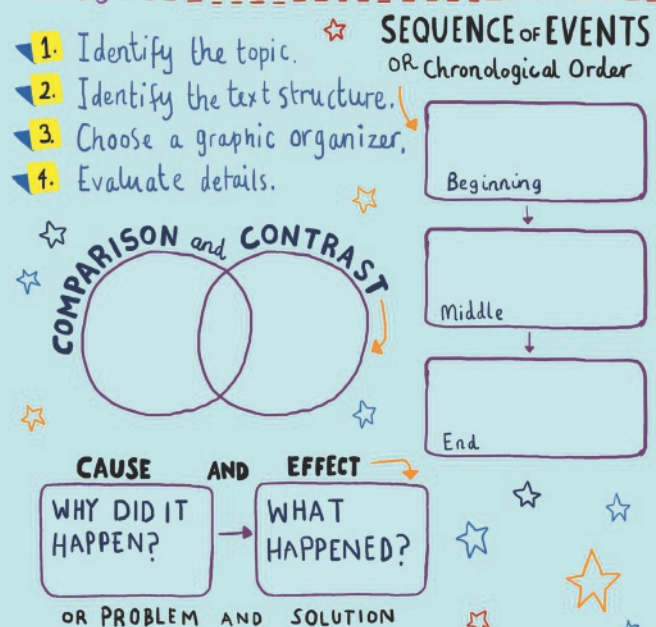 1. Identify the topic.
2. Identify the text structure.
3. Choose a graphic organizer.
4. Evaluate details.
SEQUENCE OF EVENTS
OR Chronological Order
Beginning
Middle
End
COMPARISON and CONTRAST
CAUSE AND EFFECT
WHY DID IT
HAPPEN?
WHAT
HAPPENED?
OR PROBLEM AND SOLUTION